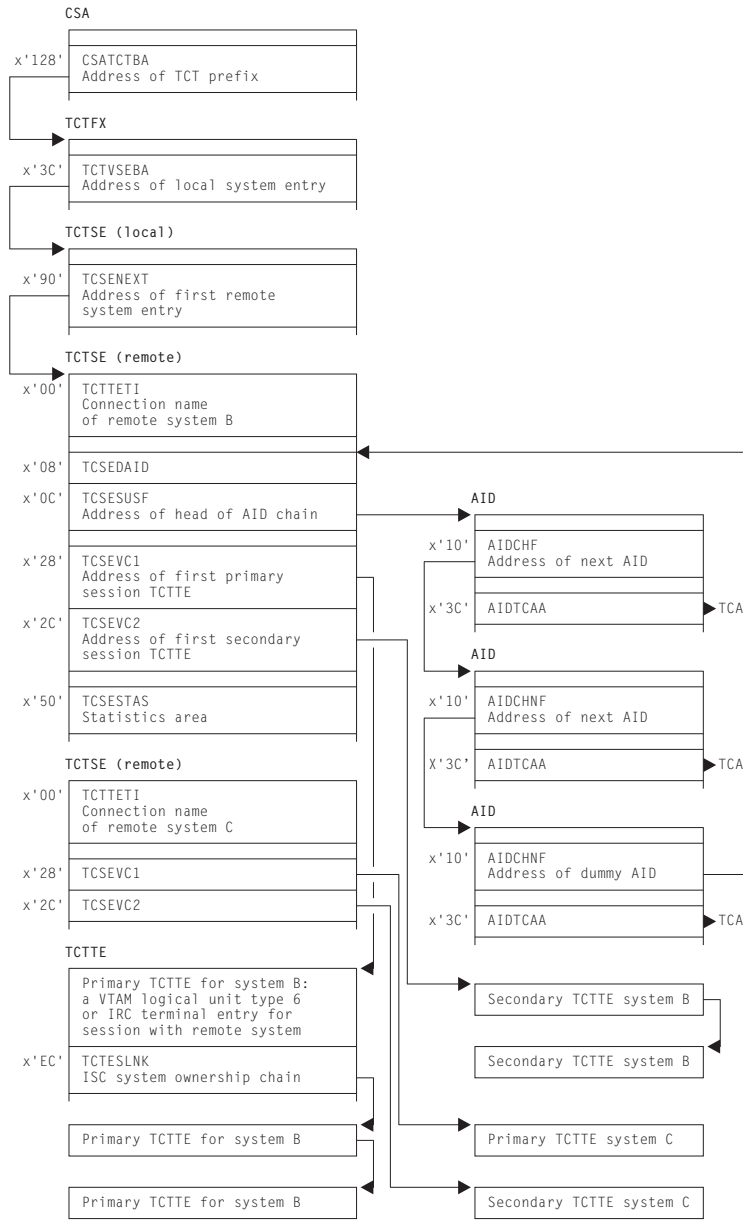 CSA
x'128'
CSATCTBA
Address of TCT prefix
TCTFX
x'3C'
TCTVSEBA
Address of local system entry
TCTSE (local)
x'90'
TCSENEXT
Address of first remote
system entry
TCTSE (remote)
x'00'
TCTTETI
Connection name
of remote system B
x'08'
TCSEDAID
x'0C'
TCSESUSF
Address of head of AID chain
x'28'
TCSEVC1
Address of first primary
session TCTTE
x'2C'
TCSEVC2
Address of first secondary
session TCTTE
x'50'
TCSESTAS
Statistics area
TCTSE (remote)
x'00'
TCTTETI
Connection name
of remote system C
x'28'
TCSEVC1
x'2C'
TCSEVC2
TCTTE
Primary TCTTE for system B:
a VTAM logical unit type 6
or IRC terminal entry for
session with remote system
x'EC'
TCTESLNK
ISC system ownership chain
Primary TCTTE for system B
Primary TCTTE for system B
AID
x'10'
AIDCHF
Address of next AID
x'3C'
AIDTCAA
TCA
AID
x'10'
AIDCHNF
Address of next AID
X'3C’
AIDTCAA
TCA
AID
x'10'
AIDCHNF
Address of dummy AID
x'3C'
AIDTCAA
TCA
Secondary TCTTE system B
Secondary TCTTE system B
Primary TCTTE system C
Secondary TCTTE system C